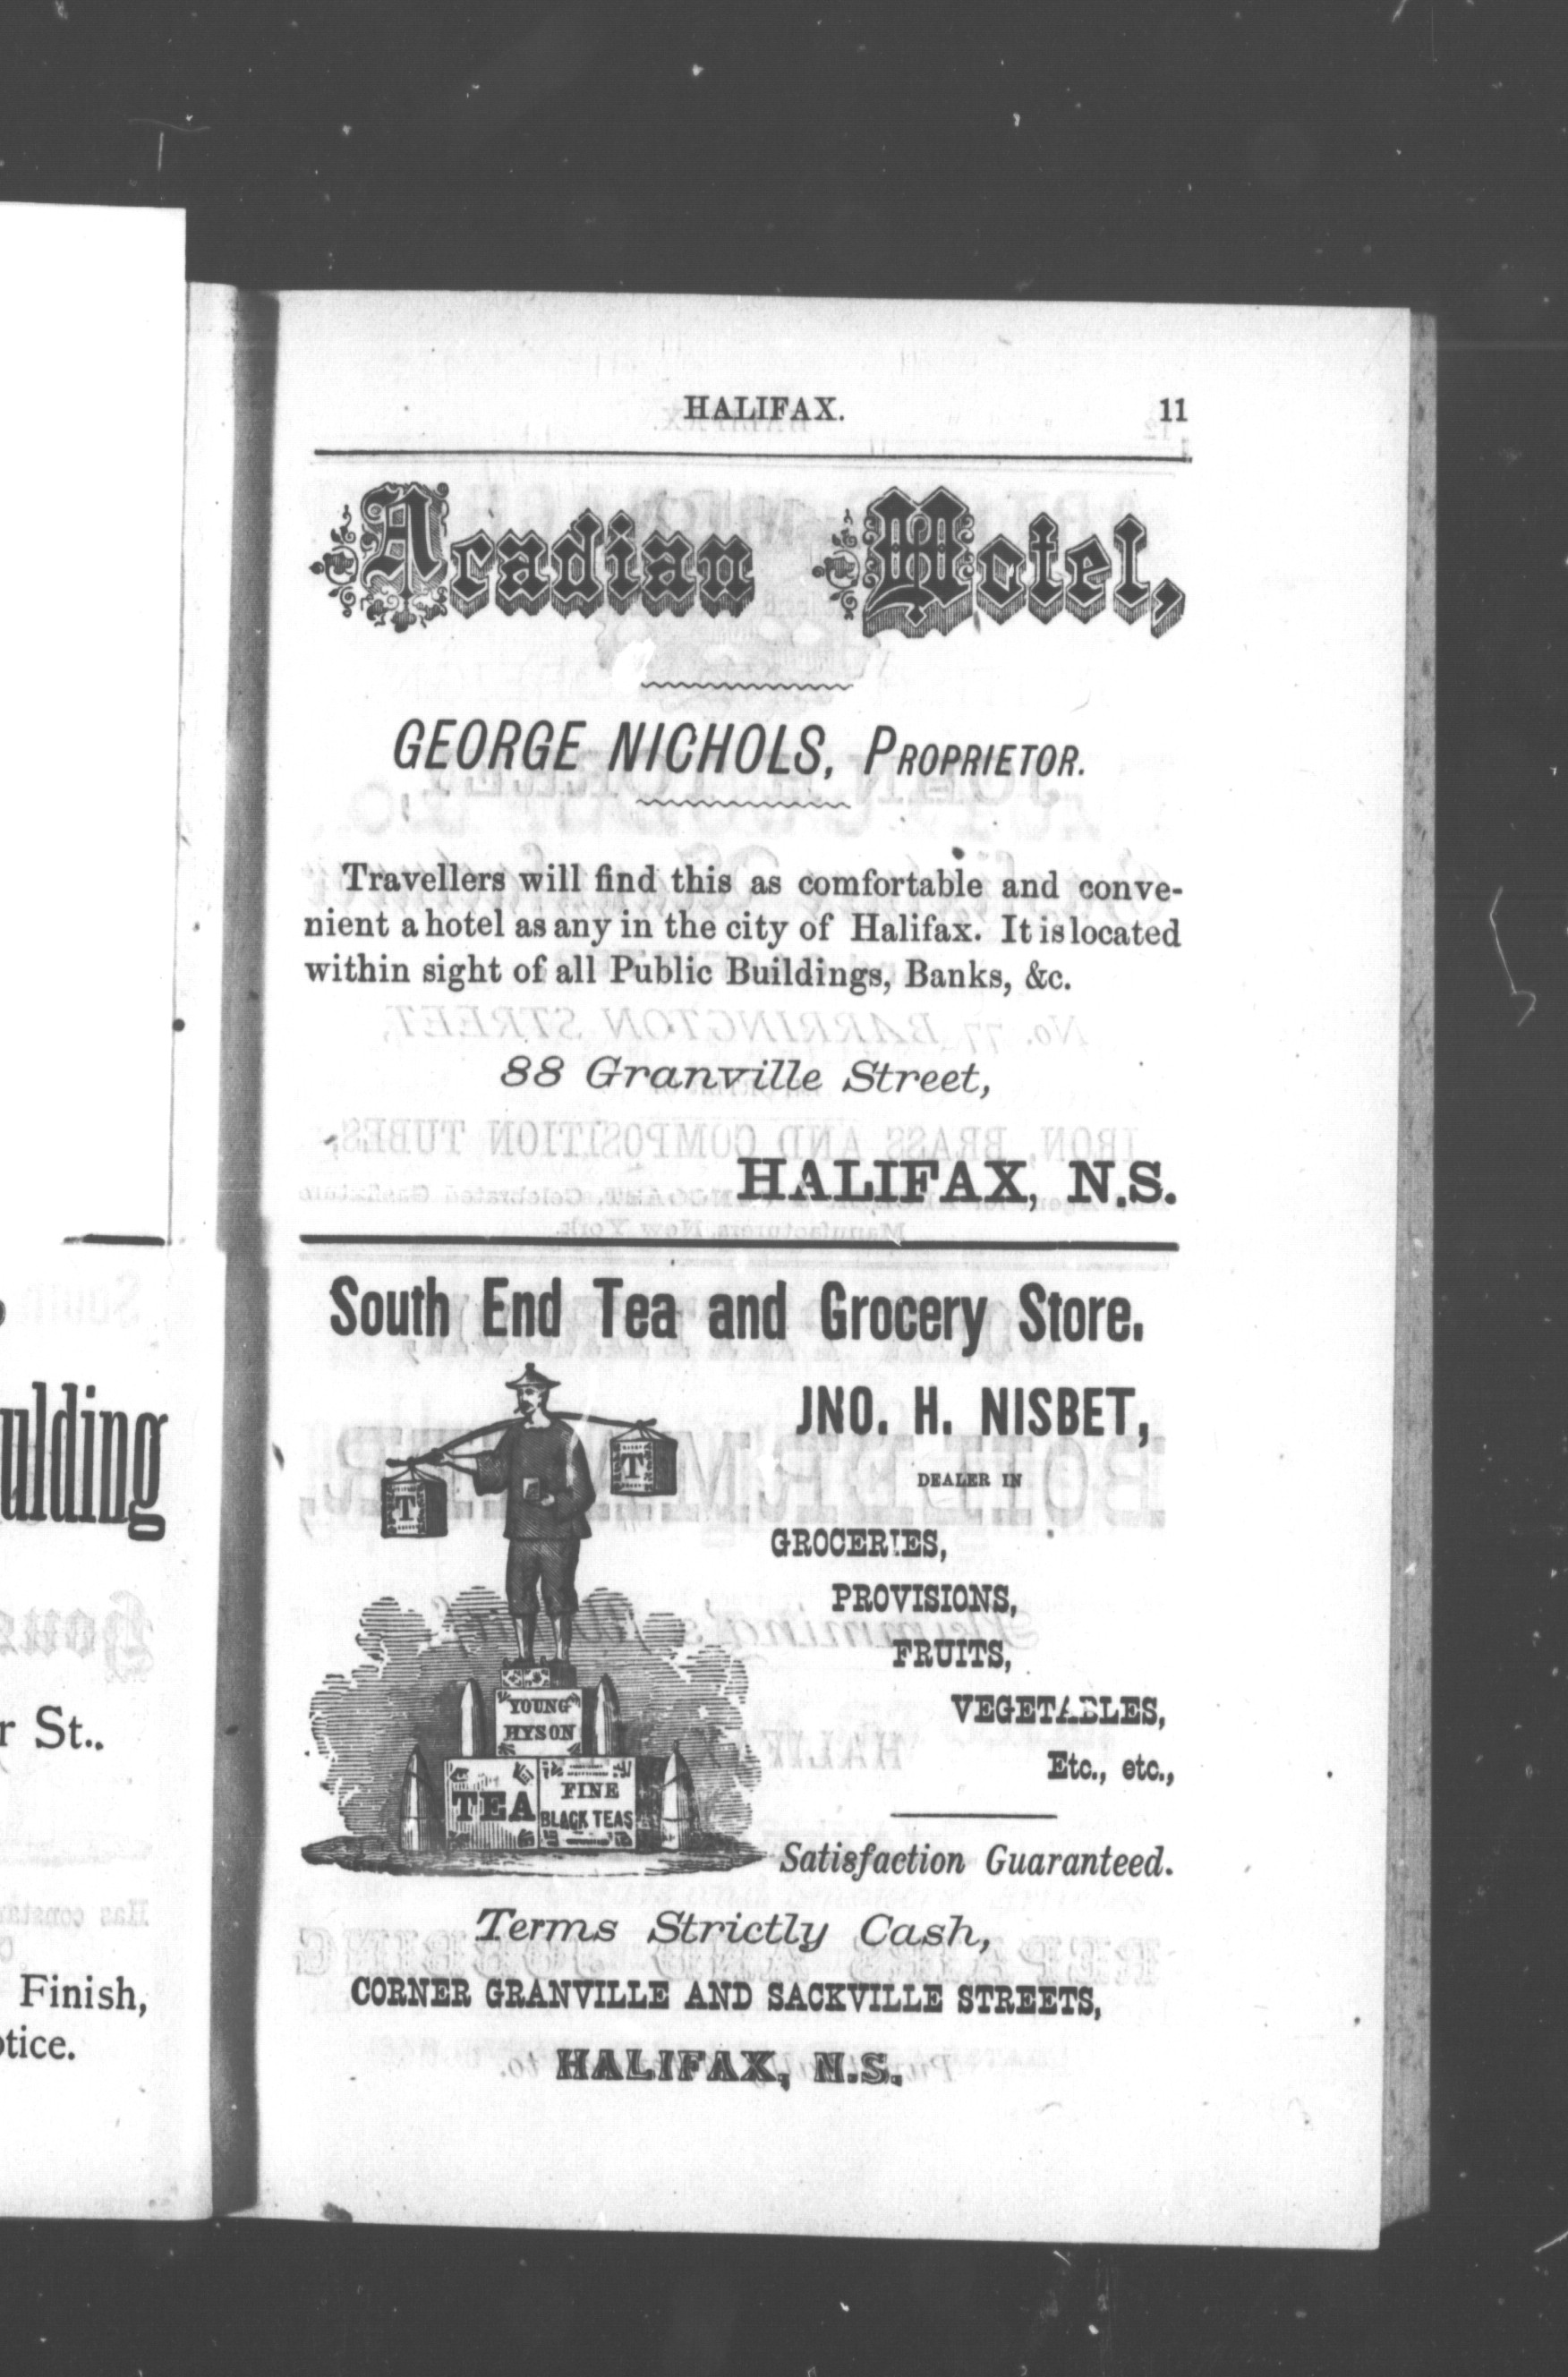 HALIFAX. 11
Acadian Hotel,
GEORGE NICHOLS, PROPRIETOR.
Travellers will find this as comfortable and conve-
nient a hotel as any in the city of Halifax. It is located
within sight of all Public Buildings, Banks, &c.
88 Granville Street,
HALIFAX, N.S.
South End Tea and Grocery Store.
JNO. H. NISBET,
DEALER IN
GROCERIES,
PROVISIONS,
FRUITS,
VEGETABLES,
Etc., etc.,
T
T
YOUNG
HYSON
TEA
FINE
BLACK TEAS
Satisfaction Guaranteed.
Terms Strictly Cash,
CORNER GRANVILLE AND SACKVILLE STREETS,
HALIFAX, N.S.
ulding
r St..
Finish,
otice.